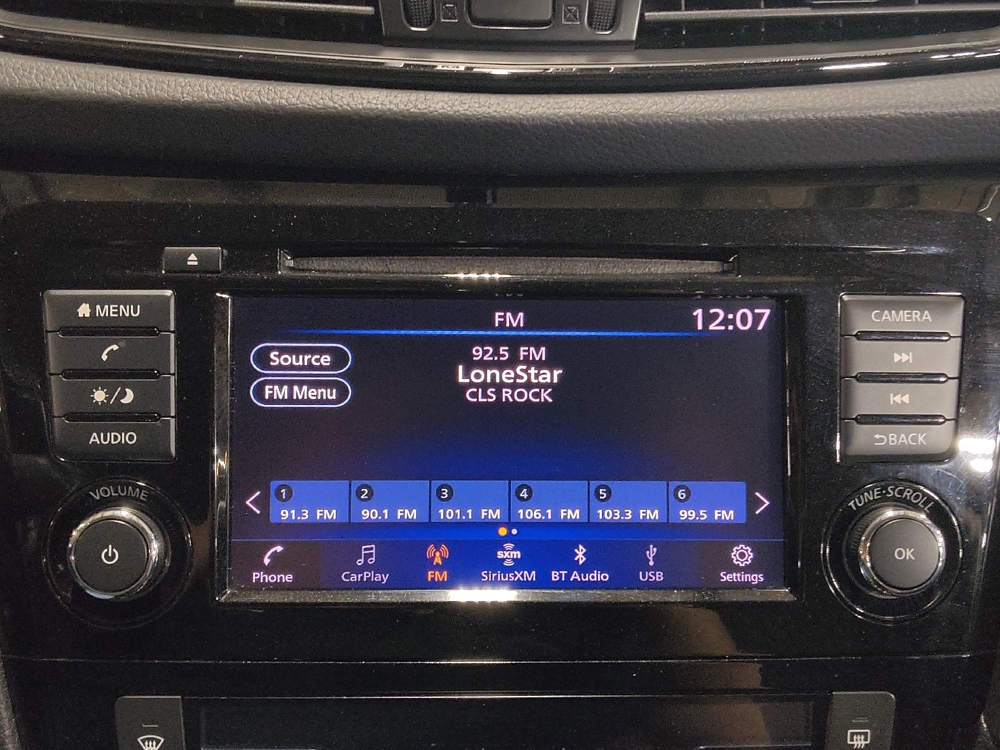 MENU
AUDIO
VOLUME
FM
12:07
Source
92.5 FM
LoneStar
FM Menu
CLS ROCK
1 2 3 4 5 6
91.3 FM 90.1 FM 101.1 FM 106.1 FM 103.3 FM 99.5 FM
sxm
Phone CarPlay FM SiriusXM BT Audio USB Settings
CAMERA
BACK
TUNE·SCROLL
OK